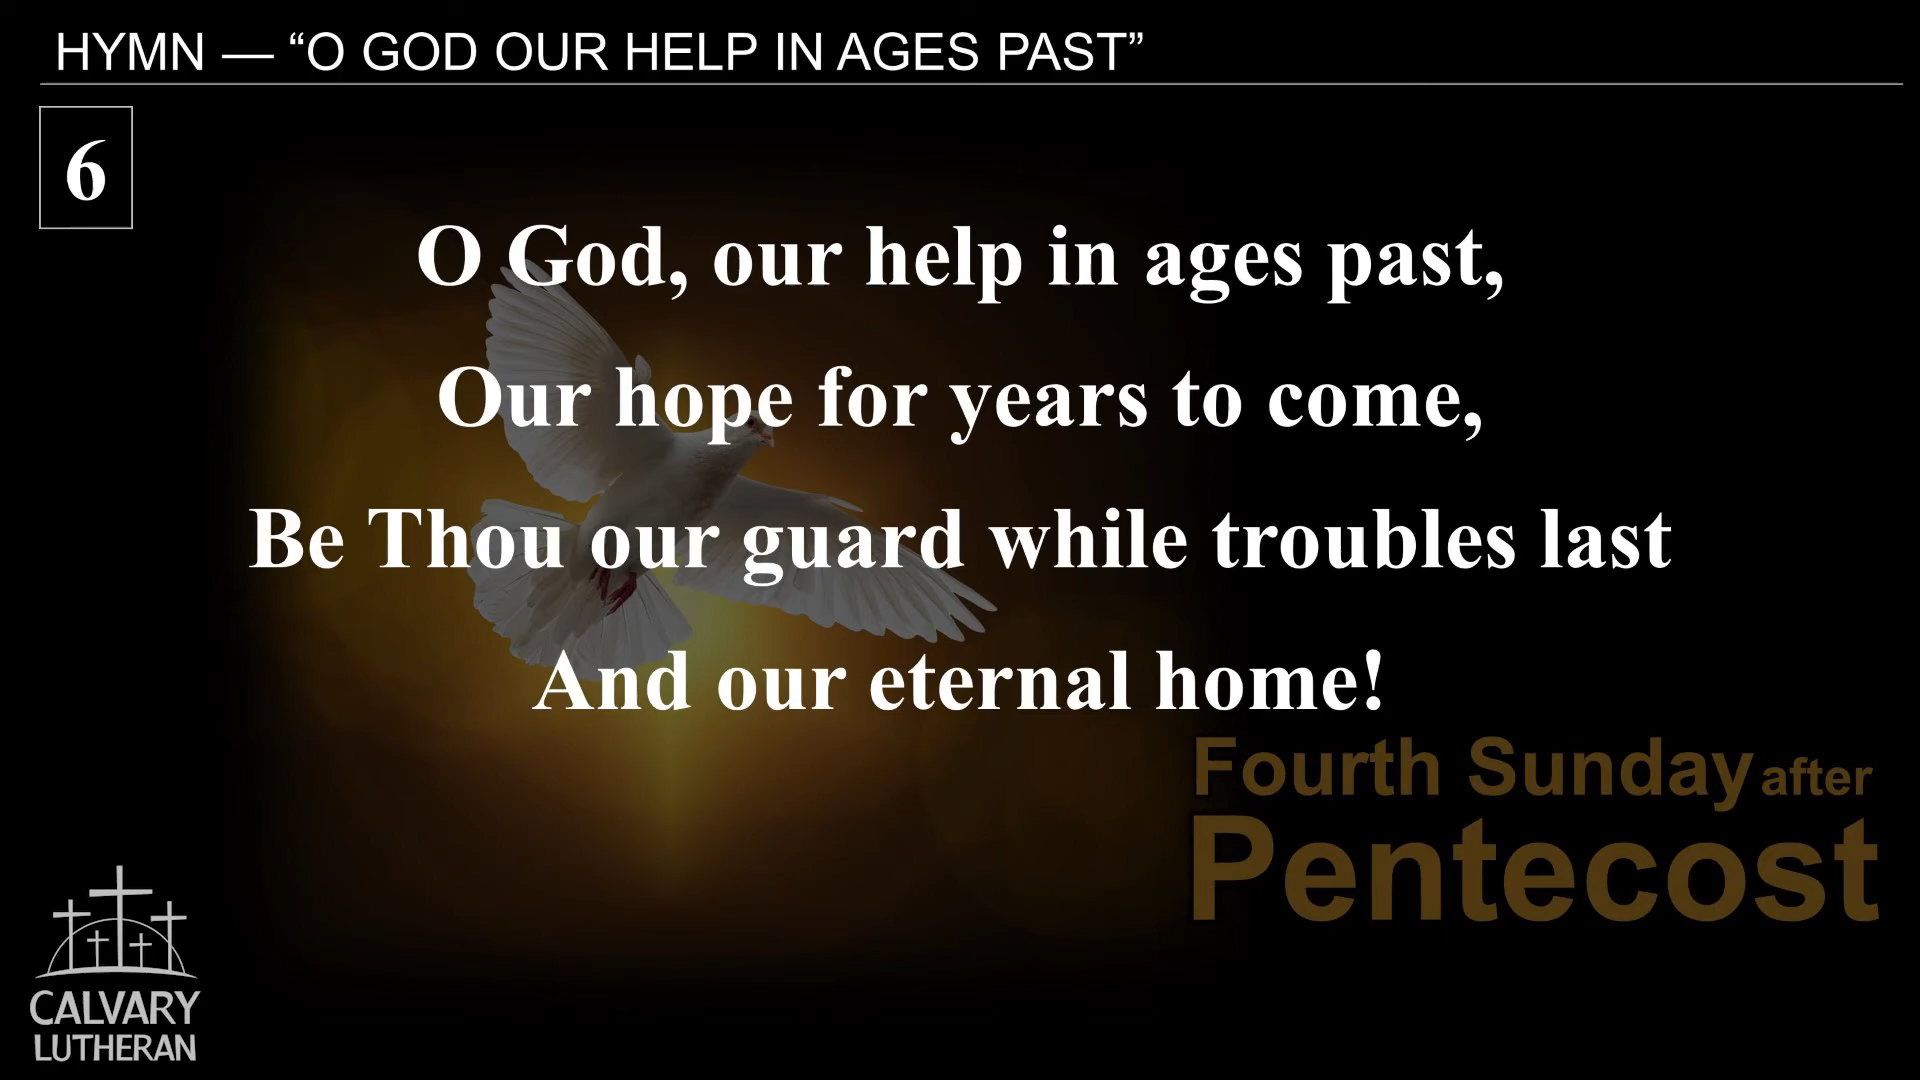 HYMN — “O GOD OUR HELP IN AGES PAST”
6
O God, our help in ages past,
Our hope for years to come,
Be Thou our guard while troubles last
And our eternal home!
Fourth Sunday after
Pentecost
CALVARY
LUTHERAN